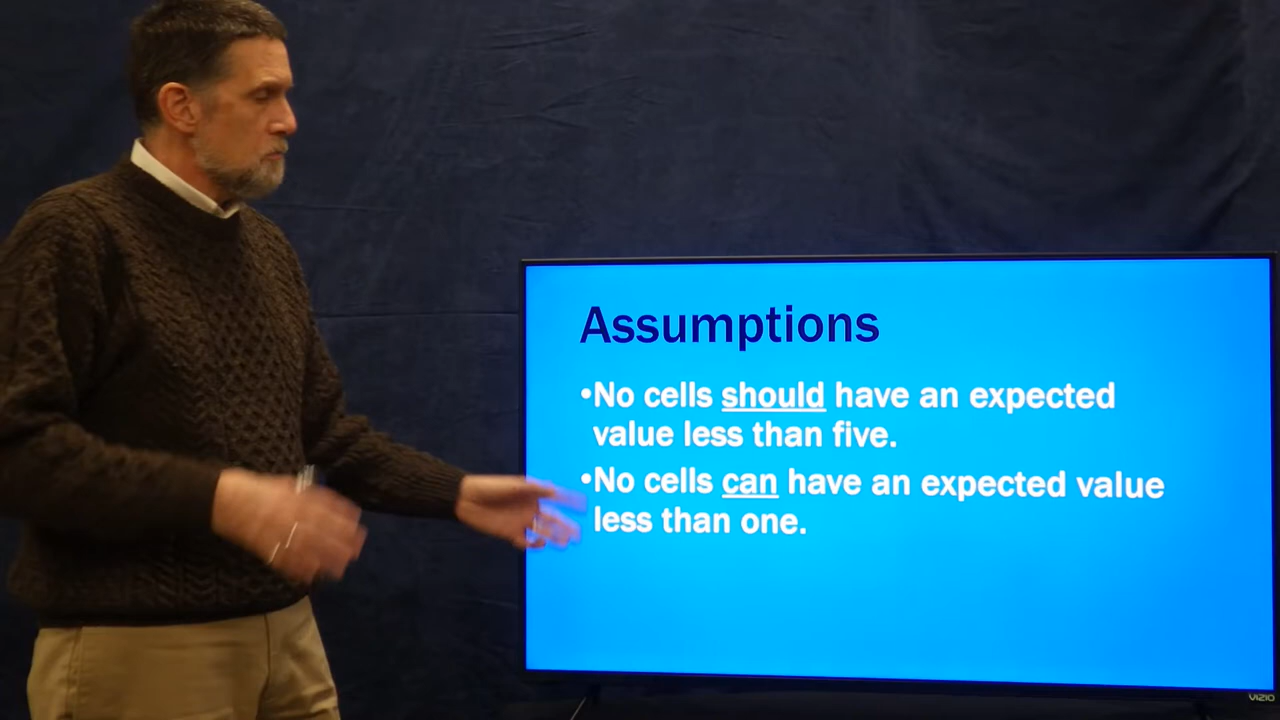 Assumptions
•No cells should have an expected
value less than five.
•No cells can have an expected value
less than one.
VIZIO